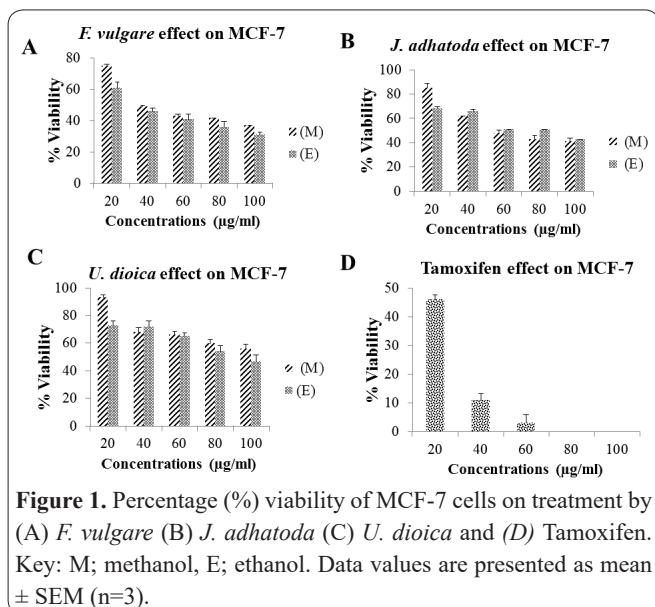 A
F. vulgare effect on MCF-7
% Viability
80
60
40
20
0
20 40 60 80 100
Concentrations (µg/ml)
(M)
(E)
B
J. adhatoda effect on MCF-7
% Viability
100
80
60
40
20
0
20 40 60 80 100
Concentrations (µg/ml)
(M)
(E)
C
U. dioica effect on MCF-7
% Viability
100
80
60
40
20
0
20 40 60 80 100
Concentrations (µg/ml)
(M)
(E)
D
Tamoxifen effect on MCF-7
% Viability
50
40
30
20
10
0
20 40 60 80 100
Concentrations (µg/ml)
Figure 1. Percentage (%) viability of MCF-7 cells on treatment by
(A) F. vulgare (B) J. adhatoda (C) U. dioica and (D) Tamoxifen.
Key: M; methanol, E; ethanol. Data values are presented as mean
± SEM (n=3).